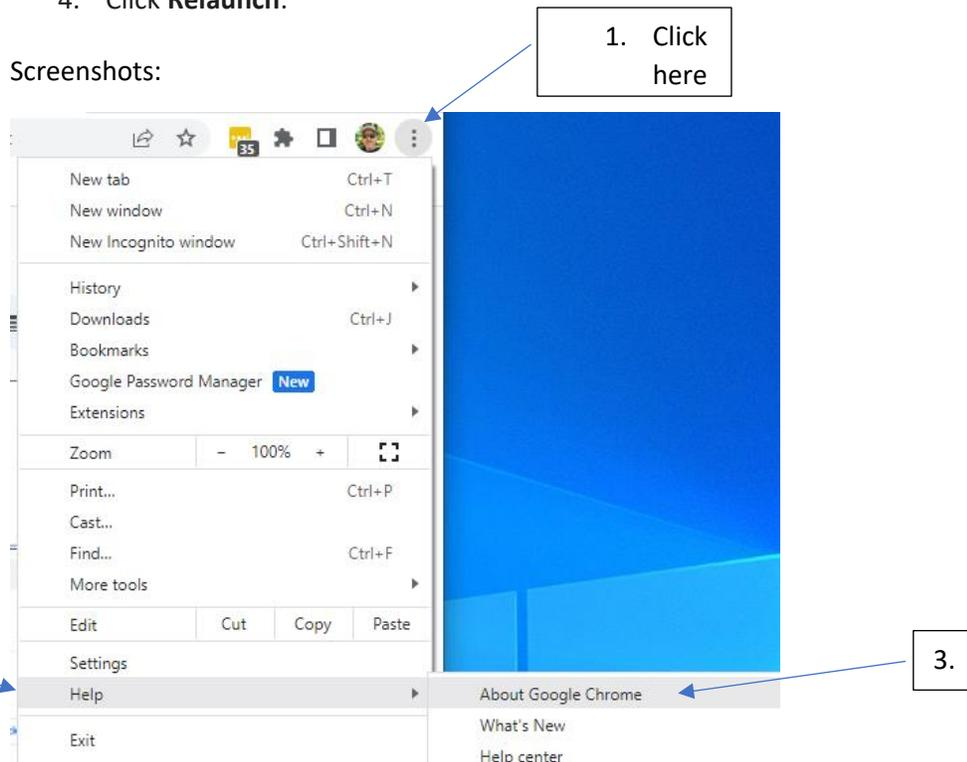 4. Click Relaunch.
1. Click
here
Screenshots:
35
New tab Ctrl+T
New window Ctrl+N
New Incognito window Ctrl+Shift+N
History
Downloads Ctrl+J
Bookmarks
Google Password Manager New
Extensions
Zoom - 100% +
Print... Ctrl+P
Cast...
Find... Ctrl+F
More tools
Edit Cut Copy Paste
Settings
3.
Help
About Google Chrome
What's New
Exit
Help center